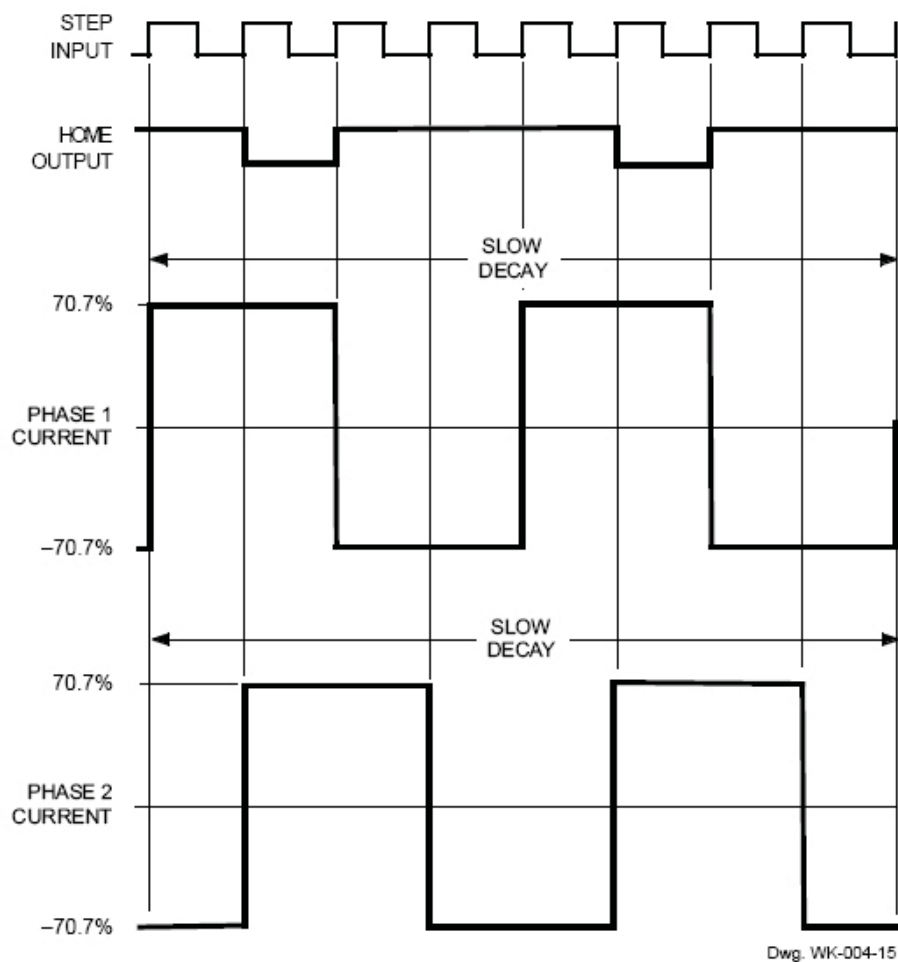 STEP
INPUT
HOME
OUTPUT
SLOW
DECAY
70.7%
PHASE 1
CURRENT
–70.7%
SLOW
DECAY
70.7%
PHASE 2
CURRENT
–70.7%
Dwg. WK-004-15